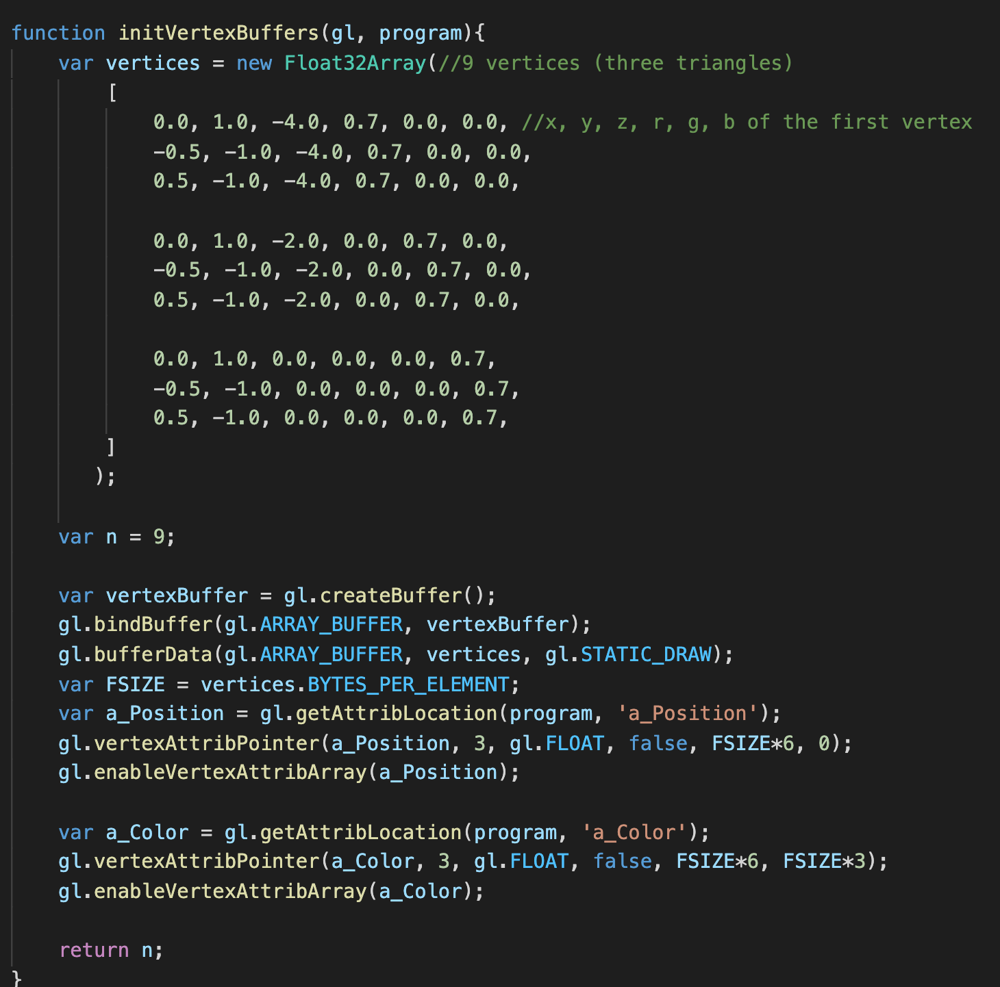 function initVertexBuffers(gl, program){
var vertices = new Float32Array(//9 vertices (three triangles)
[
0.0, 1.0, -4.0, 0.7, 0.0, 0.0, //x, y, z, r, g, b of the first vertex
-0.5, -1.0, -4.0, 0.7, 0.0, 0.0,
0.5, -1.0, -4.0, 0.7, 0.0, 0.0,
0.0, 1.0, -2.0, 0.0, 0.7, 0.0,
-0.5, -1.0, -2.0, 0.0, 0.7, 0.0,
0.5, -1.0, -2.0, 0.0, 0.7, 0.0,
0.0, 1.0, 0.0, 0.0, 0.0, 0.7,
-0.5, -1.0, 0.0, 0.0, 0.0, 0.7,
0.5, -1.0, 0.0, 0.0, 0.0, 0.7,
]
);
var n = 9;
var vertexBuffer = gl.createBuffer();
gl.bindBuffer(gl.ARRAY_BUFFER, vertexBuffer);
gl.bufferData(gl.ARRAY_BUFFER, vertices, gl.STATIC_DRAW);
var FSIZE = vertices.BYTES_PER_ELEMENT;
var a_Position = gl.getAttribLocation(program, 'a_Position');
gl.vertexAttribPointer(a_Position, 3, gl.FLOAT, false, FSIZE*6, 0);
gl.enableVertexAttribArray(a_Position);
var a_Color = gl.getAttribLocation(program, 'a_Color');
gl.vertexAttribPointer(a_Color, 3, gl.FLOAT, false, FSIZE*6, FSIZE*3);
gl.enableVertexAttribArray(a_Color);
return n;
}